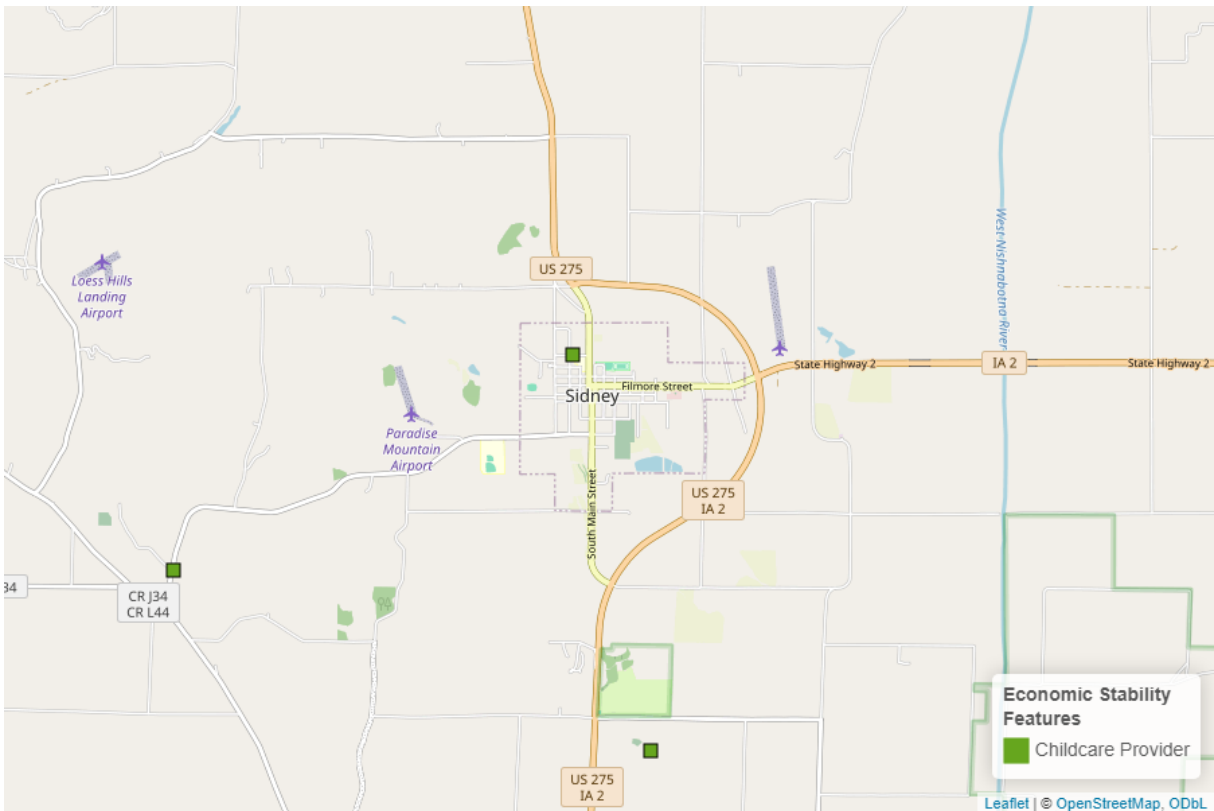 US 275
Loess Hills
Landing
Airport
West Nishnabotna River
State Highway 2
IA 2
State Highway 2
Filmore Street
Sidney
Paradise
Mountain
Airport
US 275
IA 2
South Main Street
34
CR J34
CR L44
Economic Stability
Features
Childcare Provider
US 275
IA 2
Leaflet | © OpenStreetMap, ODbL